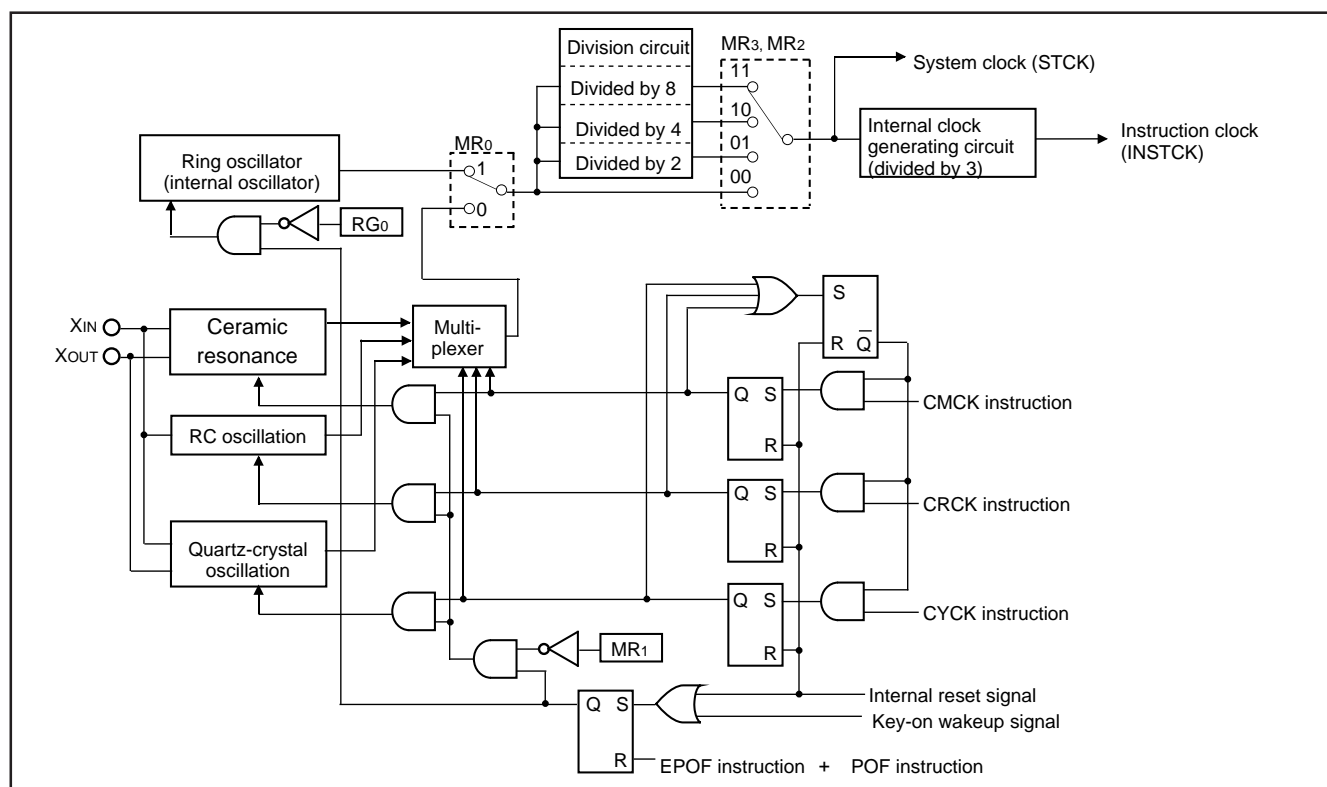 Division circuit
MR3, MR2
System clock (STCK)
11
Divided by 8
10
Divided by 4
01
Divided by 2
00
Internal clock
generating circuit
(divided by 3)
Instruction clock
(INSTCK)
MR0
1
0
Ring oscillator
(internal oscillator)
RG0
XIN
XOUT
Ceramic
resonance
Multi-
plexer
S
R Q̅
Q S
R
CMCK instruction
RC oscillation
Q S
R
CRCK instruction
Quartz-crystal
oscillation
Q S
R
CYCK instruction
MR1
Internal reset signal
Key-on wakeup signal
Q S
R
EPOF instruction + POF instruction